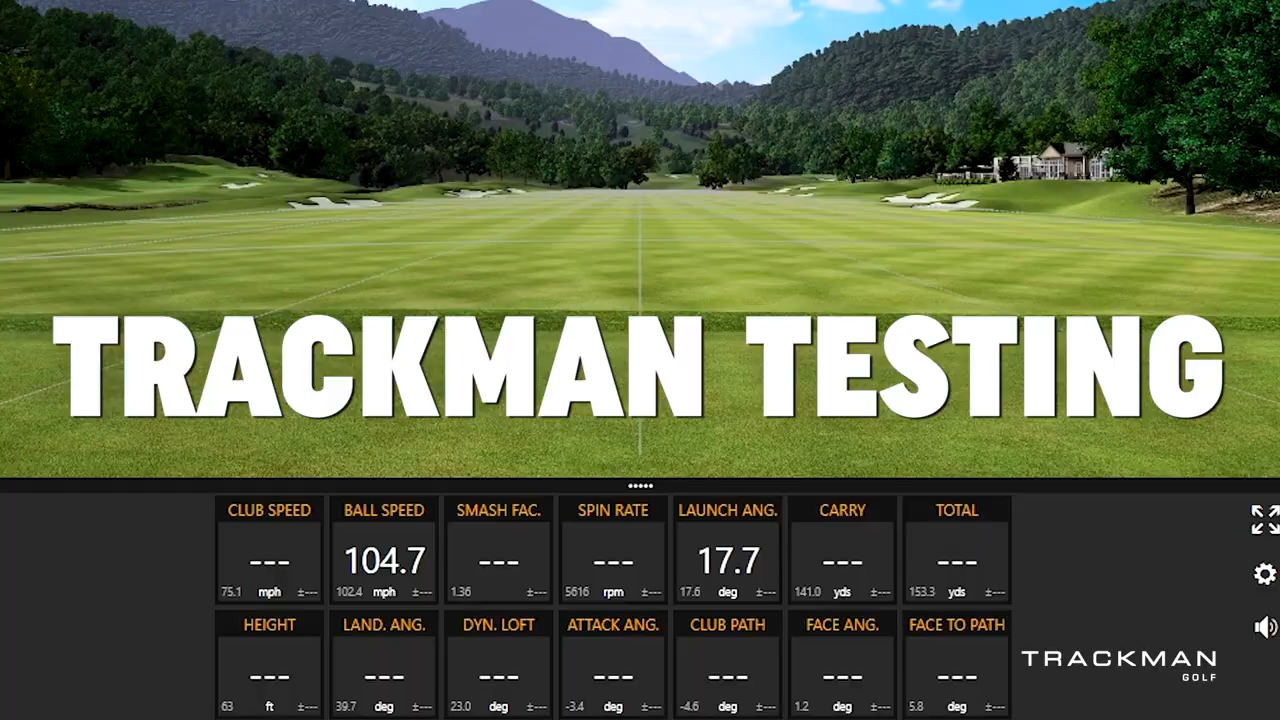 TRACKMAN TESTING
CLUB SPEED BALL SPEED SMASH FAC. SPIN RATE LAUNCH ANG. CARRY TOTAL
--- 104.7 --- --- 17.7 --- ---
75.1 mph ±--- 102.4 mph ±--- 1.36 ±--- 5616 rpm ±--- 17.6 deg ±--- 141.0 yds ±--- 153.3 yds ±---
HEIGHT LAND. ANG. DYN. LOFT ATTACK ANG. CLUB PATH FACE ANG. FACE TO PATH
--- --- --- --- --- --- ---
63 ft ±--- 39.7 deg ±--- 23.0 deg ±--- -3.4 deg ±--- -4.6 deg ±--- 1.2 deg ±--- 5.8 deg ±---
TRACKMAN
GOLF